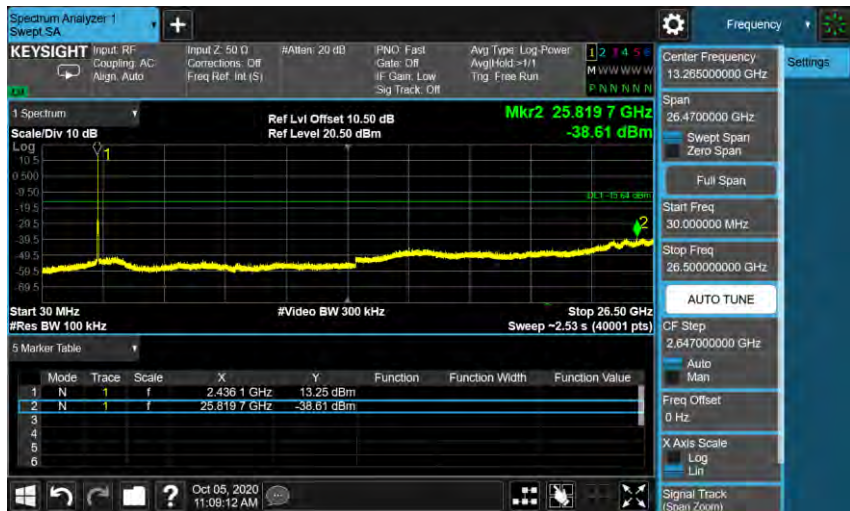 Spectrum Analyzer 1
Swept SA
+
Frequency
KEYSIGHT
Input: RF
Coupling: AC
Align: Auto
Input Z: 50 Ω
Corrections: Off
Freq Ref: Int (S)
#Atten: 20 dB
PNO: Fast
Gate: Off
IF Gain: Low
Sig Track: Off
Avg Type: Log-Power
Avg|Hold:>1/1
Trig: Free Run
1 2 3 4 5 6
M W W W W W
P N N N N N
1 Spectrum
Scale/Div 10 dB
Ref Lvl Offset 10.50 dB
Ref Level 20.50 dBm
Mkr2 25.819 7 GHz
-38.61 dBm
Log
10.5
0.500
-9.50
-19.5
-29.5
-39.5
-49.5
-59.5
-69.5
1
DL1 -15.64 dBm
2
Start 30 MHz
#Res BW 100 kHz
#Video BW 300 kHz
Stop 26.50 GHz
Sweep ~2.53 s (40001 pts)
5 Marker Table
Mode Trace Scale X Y Function Function Width Function Value
1 N 1 f 2.436 1 GHz 13.25 dBm
2 N 1 f 25.819 7 GHz -38.61 dBm
3
4
5
6
?
Oct 05, 2020
11:09:12 AM
Center Frequency
13.265000000 GHz
Settings
Span
26.4700000 GHz
Swept Span
Zero Span
Full Span
Start Freq
30.000000 MHz
Stop Freq
26.500000000 GHz
AUTO TUNE
CF Step
2.647000000 GHz
Auto
Man
Freq Offset
0 Hz
X Axis Scale
Log
Lin
Signal Track
(Span Zoom)